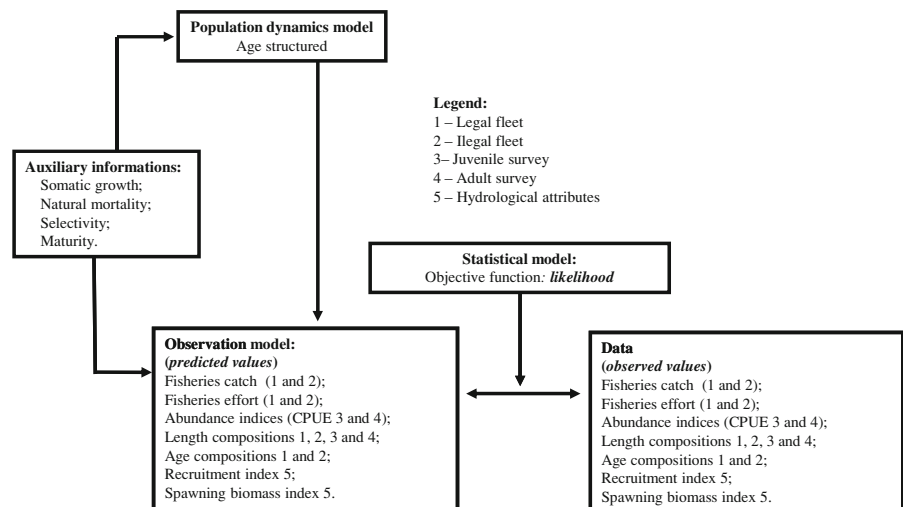 Population dynamics model
Age structured
Legend:
1 – Legal fleet
2 – Ilegal fleet
3– Juvenile survey
4 – Adult survey
5 – Hydrological attributes
Auxiliary informations:
Somatic growth;
Natural mortality;
Selectivity;
Maturity.
Statistical model:
Objective function: likelihood
Observation model:
(predicted values)
Fisheries catch (1 and 2);
Fisheries effort (1 and 2);
Abundance indices (CPUE 3 and 4);
Length compositions 1, 2, 3 and 4;
Age compositions 1 and 2;
Recruitment index 5;
Spawning biomass index 5.
Data
(observed values)
Fisheries catch (1 and 2);
Fisheries effort (1 and 2);
Abundance indices (CPUE 3 and 4);
Length compositions 1, 2, 3 and 4;
Age compositions 1 and 2;
Recruitment index 5;
Spawning biomass index 5.